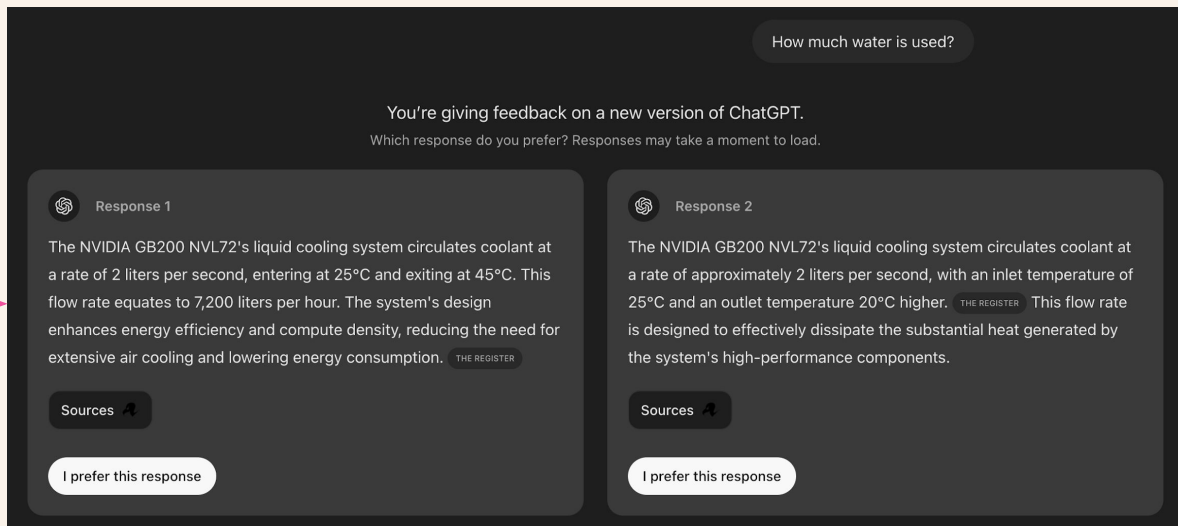 How much water is used?
You're giving feedback on a new version of ChatGPT.
Which response do you prefer? Responses may take a moment to load.
Response 1
The NVIDIA GB200 NVL72's liquid cooling system circulates coolant at
a rate of 2 liters per second, entering at 25°C and exiting at 45°C. This
flow rate equates to 7,200 liters per hour. The system's design
enhances energy efficiency and compute density, reducing the need for
extensive air cooling and lowering energy consumption. THE REGISTER
Sources
I prefer this response
Response 2
The NVIDIA GB200 NVL72's liquid cooling system circulates coolant at
a rate of approximately 2 liters per second, with an inlet temperature of
25°C and an outlet temperature 20°C higher. THE REGISTER This flow rate
is designed to effectively dissipate the substantial heat generated by
the system's high-performance components.
Sources
I prefer this response